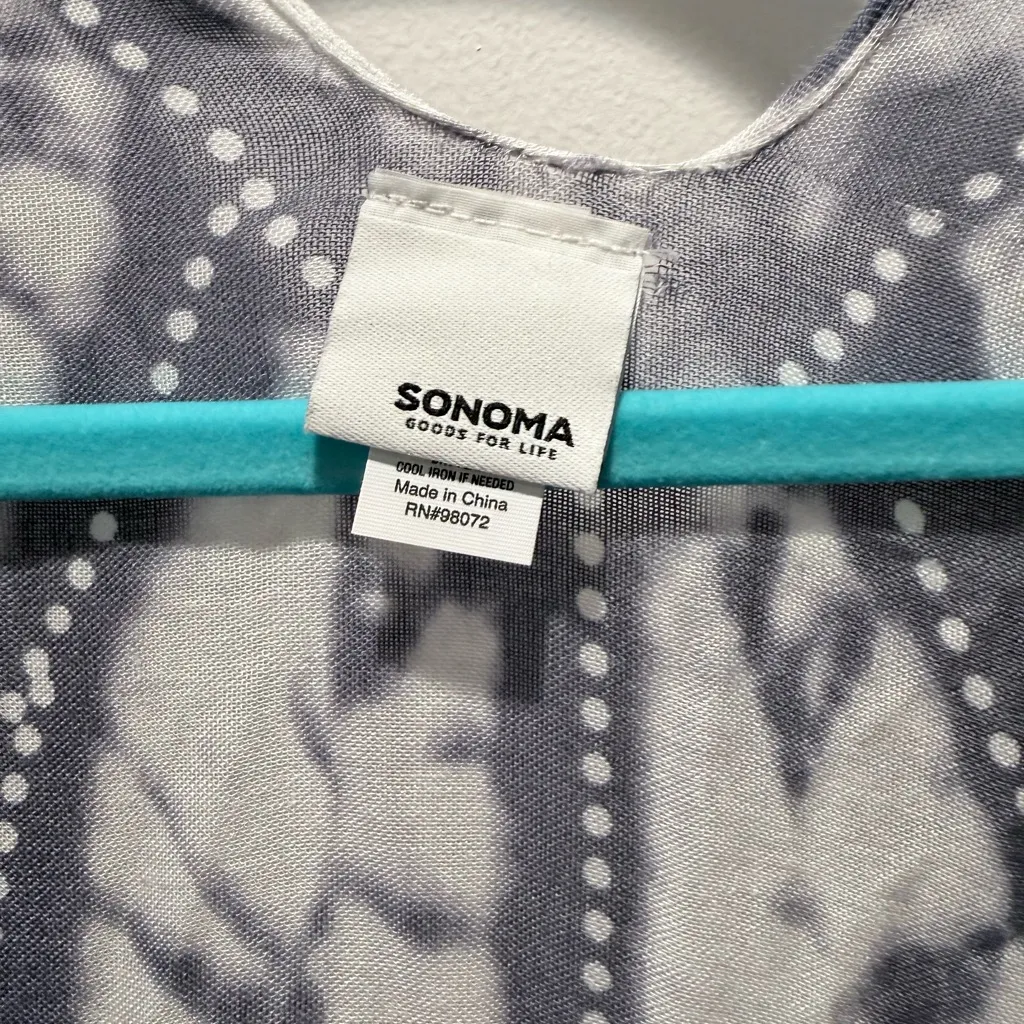 SONOMA
GOODS FOR LIFE
COOL IRON IF NEEDED
Made in China
RN#98072